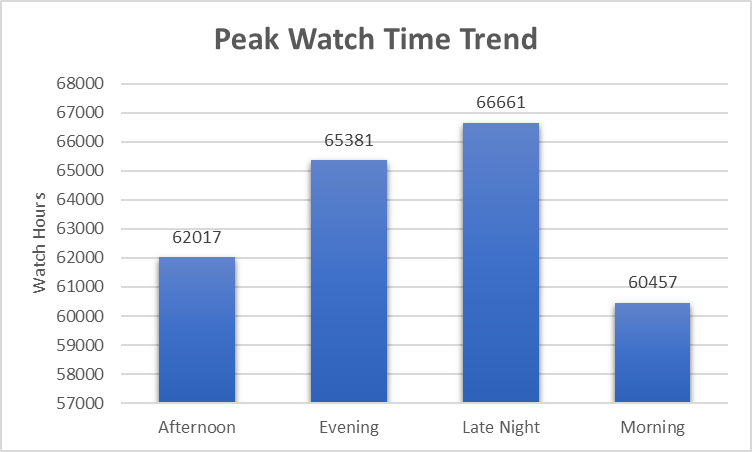 Peak Watch Time Trend
Watch Hours
68000
67000
66000
65000
64000
63000
62000
61000
60000
59000
58000
57000
62017
65381
66661
60457
Afternoon
Evening
Late Night
Morning